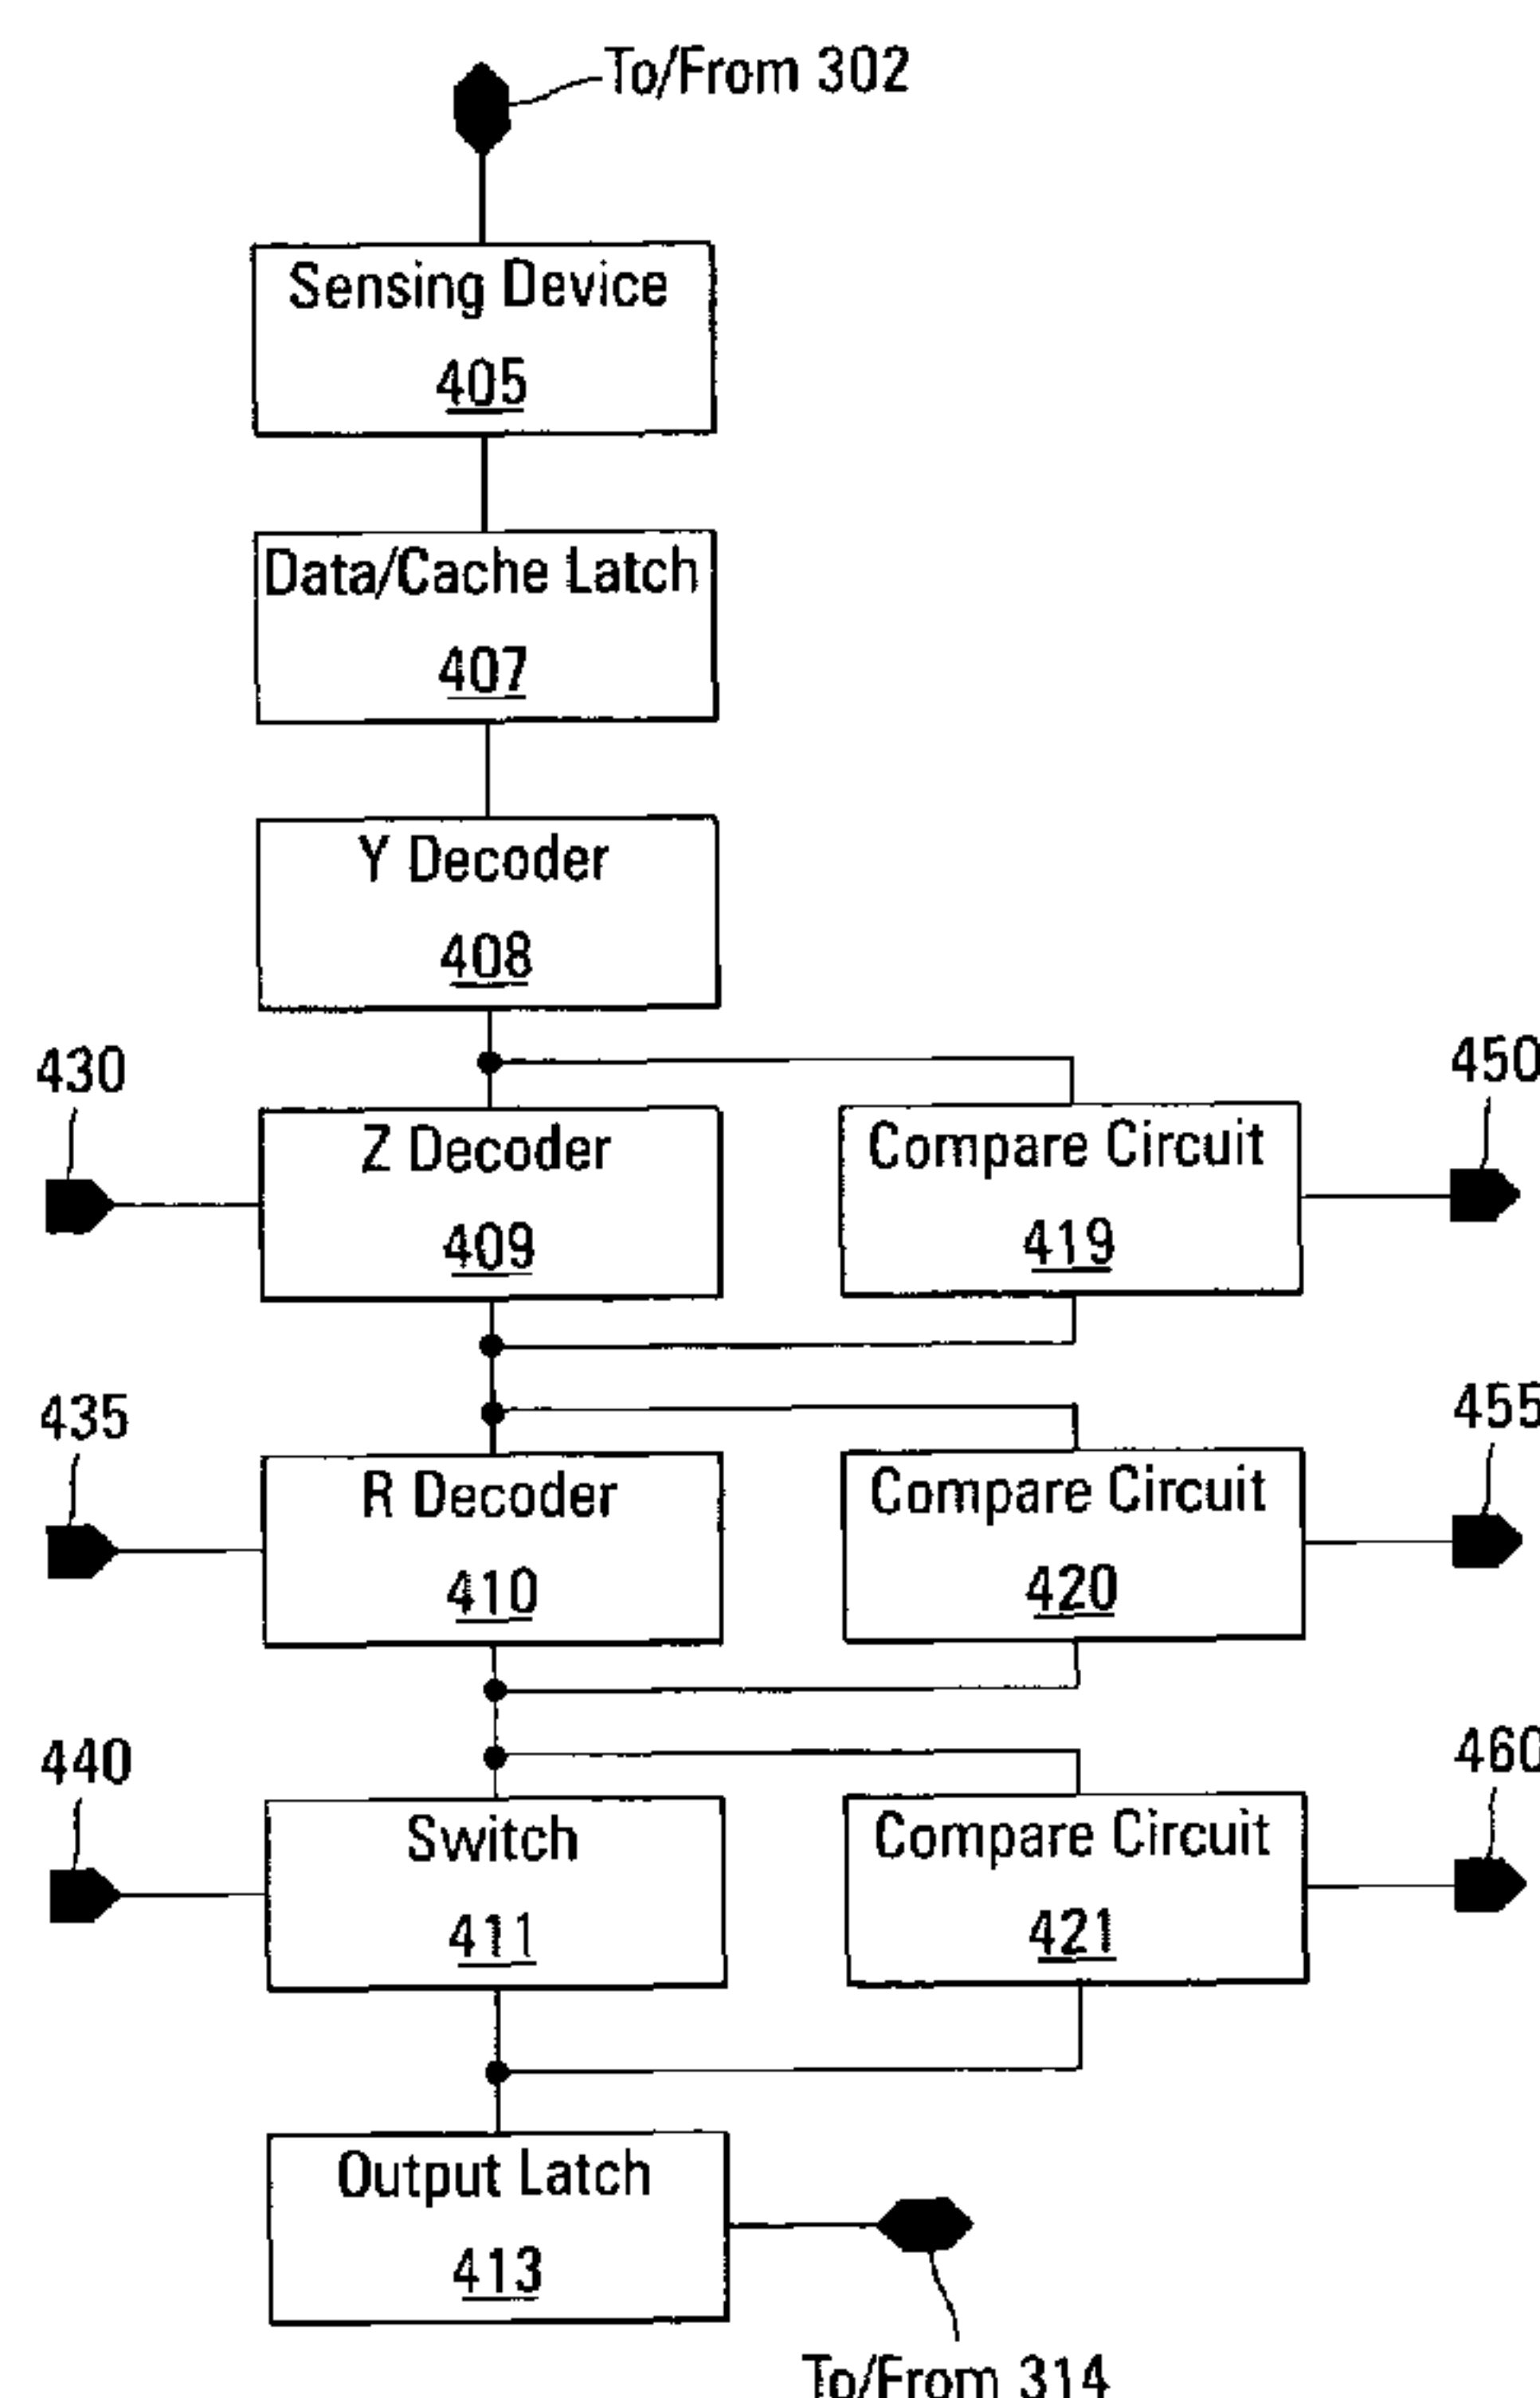 To/From 302
Sensing Device
405
Data/Cache Latch
407
Y Decoder
408
430
450
Z Decoder
409
Compare Circuit
419
435
455
R Decoder
410
Compare Circuit
420
440
460
Switch
411
Compare Circuit
421
Output Latch
413
To/From 314